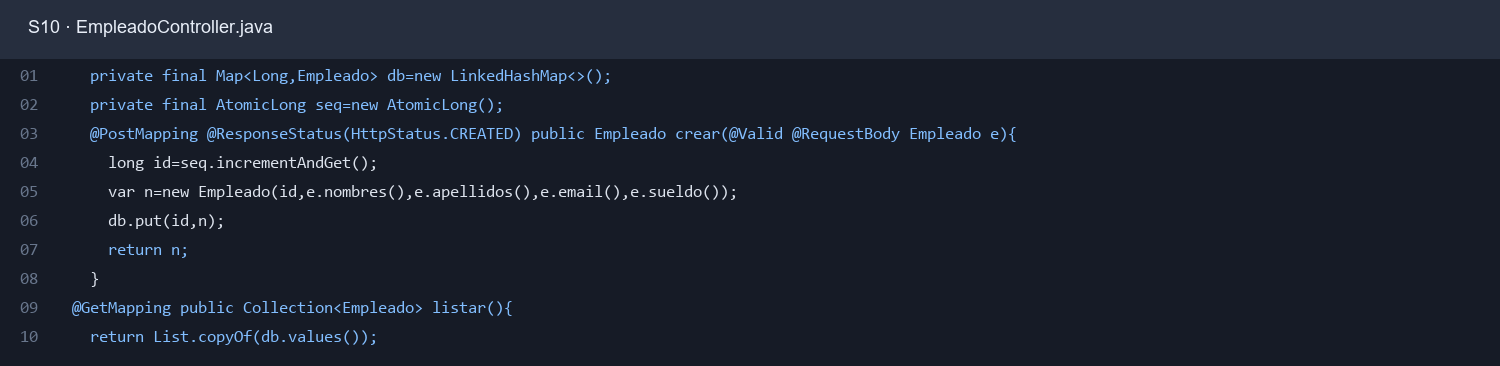 S10 · EmpleadoController.java
01 private final Map<Long,Empleado> db=new LinkedHashMap<>();
02 private final AtomicLong seq=new AtomicLong();
03 @PostMapping @ResponseStatus(HttpStatus.CREATED) public Empleado crear(@Valid @RequestBody Empleado e){
04 long id=seq.incrementAndGet();
05 var n=new Empleado(id,e.nombres(),e.apellidos(),e.email(),e.sueldo());
06 db.put(id,n);
07 return n;
08 }
09 @GetMapping public Collection<Empleado> listar(){
10 return List.copyOf(db.values());